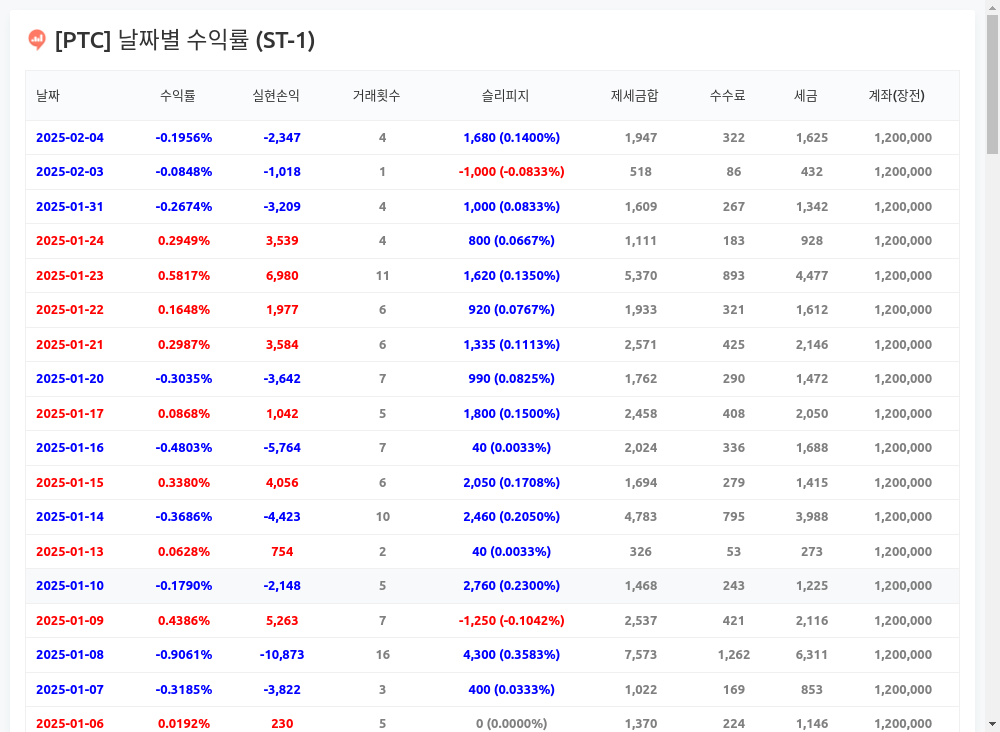 [PTC] 날짜별 수익률 (ST-1)
날짜 수익률 실현손익 거래횟수 슬리피지 제세금합 수수료 세금 계좌(장전)
2025-02-04 -0.1956% -2,347 4 1,680 (0.1400%) 1,947 322 1,625 1,200,000
2025-02-03 -0.0848% -1,018 1 -1,000 (-0.0833%) 518 86 432 1,200,000
2025-01-31 -0.2674% -3,209 4 1,000 (0.0833%) 1,609 267 1,342 1,200,000
2025-01-24 0.2949% 3,539 4 800 (0.0667%) 1,111 183 928 1,200,000
2025-01-23 0.5817% 6,980 11 1,620 (0.1350%) 5,370 893 4,477 1,200,000
2025-01-22 0.1648% 1,977 6 920 (0.0767%) 1,933 321 1,612 1,200,000
2025-01-21 0.2987% 3,584 6 1,335 (0.1113%) 2,571 425 2,146 1,200,000
2025-01-20 -0.3035% -3,642 7 990 (0.0825%) 1,762 290 1,472 1,200,000
2025-01-17 0.0868% 1,042 5 1,800 (0.1500%) 2,458 408 2,050 1,200,000
2025-01-16 -0.4803% -5,764 7 40 (0.0033%) 2,024 336 1,688 1,200,000
2025-01-15 0.3380% 4,056 6 2,050 (0.1708%) 1,694 279 1,415 1,200,000
2025-01-14 -0.3686% -4,423 10 2,460 (0.2050%) 4,783 795 3,988 1,200,000
2025-01-13 0.0628% 754 2 40 (0.0033%) 326 53 273 1,200,000
2025-01-10 -0.1790% -2,148 5 2,760 (0.2300%) 1,468 243 1,225 1,200,000
2025-01-09 0.4386% 5,263 7 -1,250 (-0.1042%) 2,537 421 2,116 1,200,000
2025-01-08 -0.9061% -10,873 16 4,300 (0.3583%) 7,573 1,262 6,311 1,200,000
2025-01-07 -0.3185% -3,822 3 400 (0.0333%) 1,022 169 853 1,200,000
2025-01-06 0.0192% 230 5 0 (0.0000%) 1,370 224 1,146 1,200,000